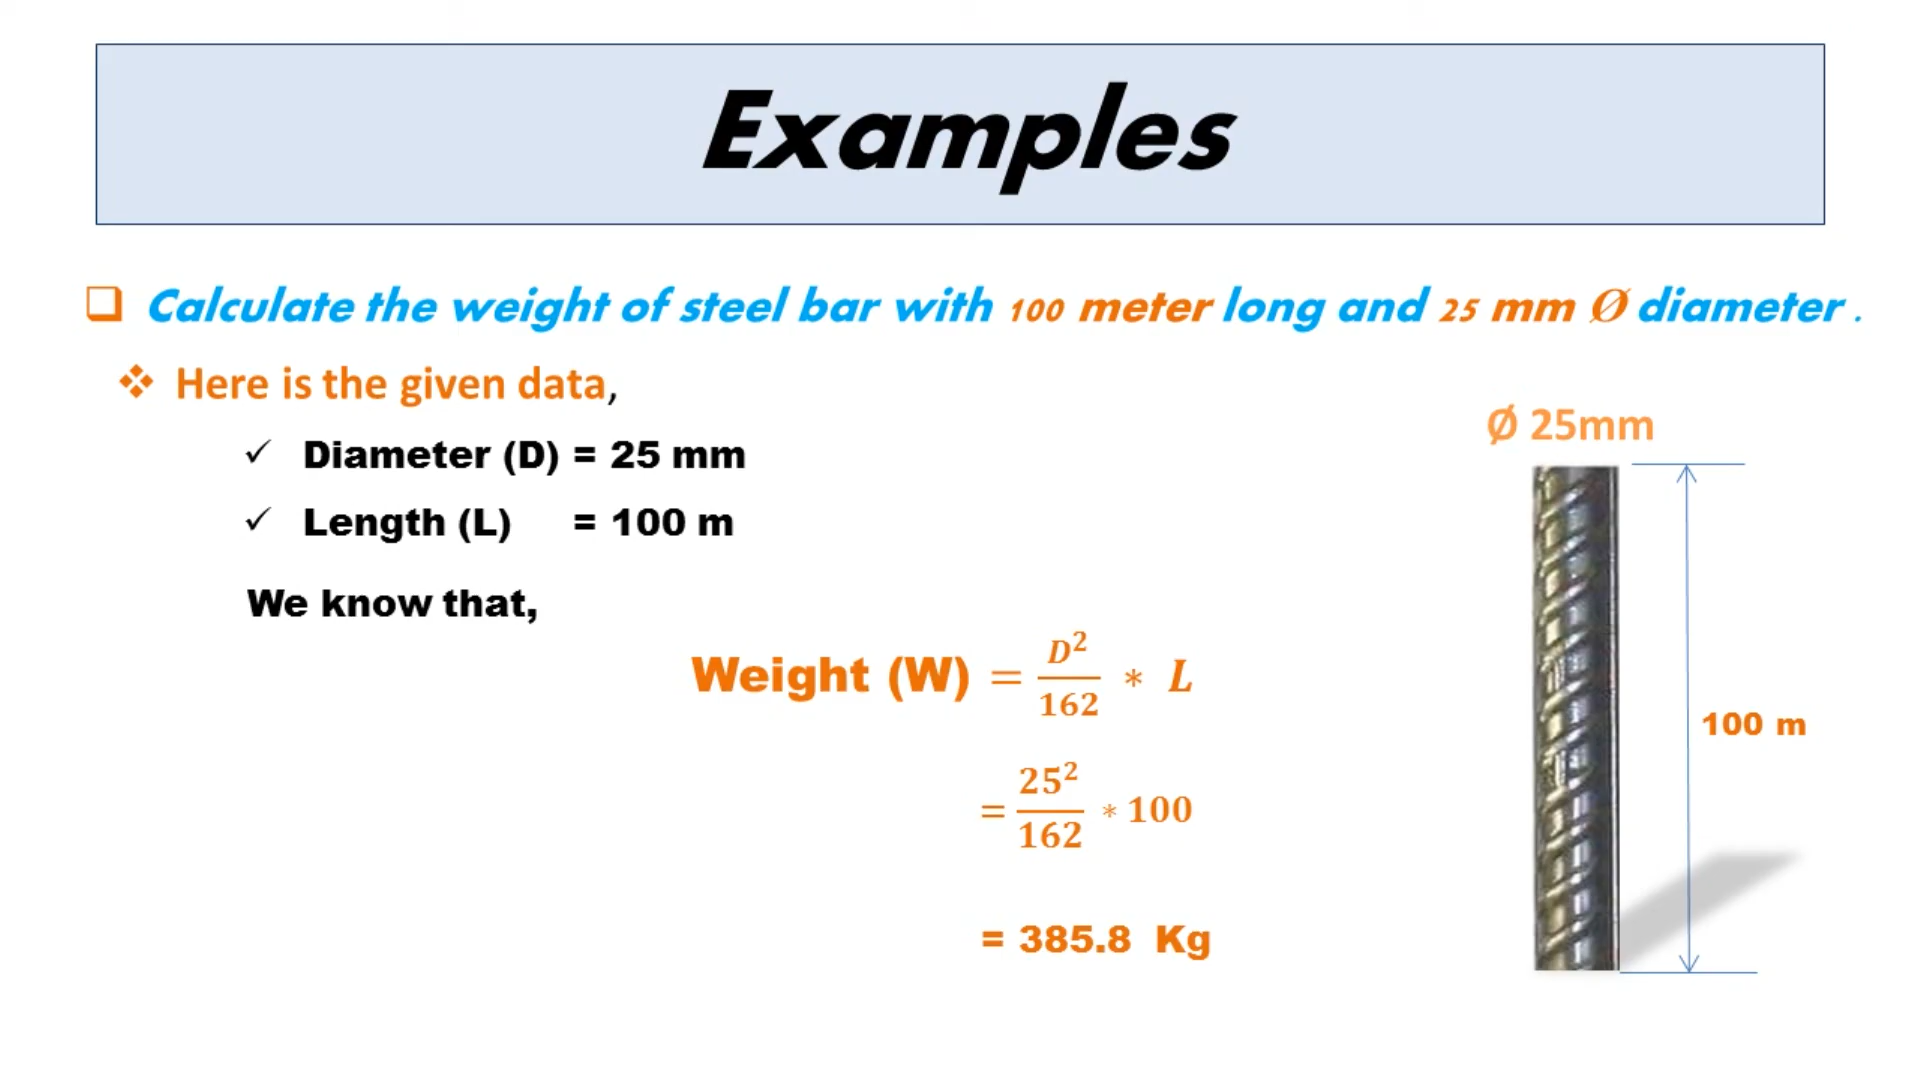 Examples
Calculate the weight of steel bar with 100 meter long and 25 mm Ø diameter .
Here is the given data,
Ø 25mm
Diameter (D) = 25 mm
Length (L) = 100 m
We know that,
Weight (W) = D²/162 * L
100 m
= 25²/162 * 100
= 385.8 Kg